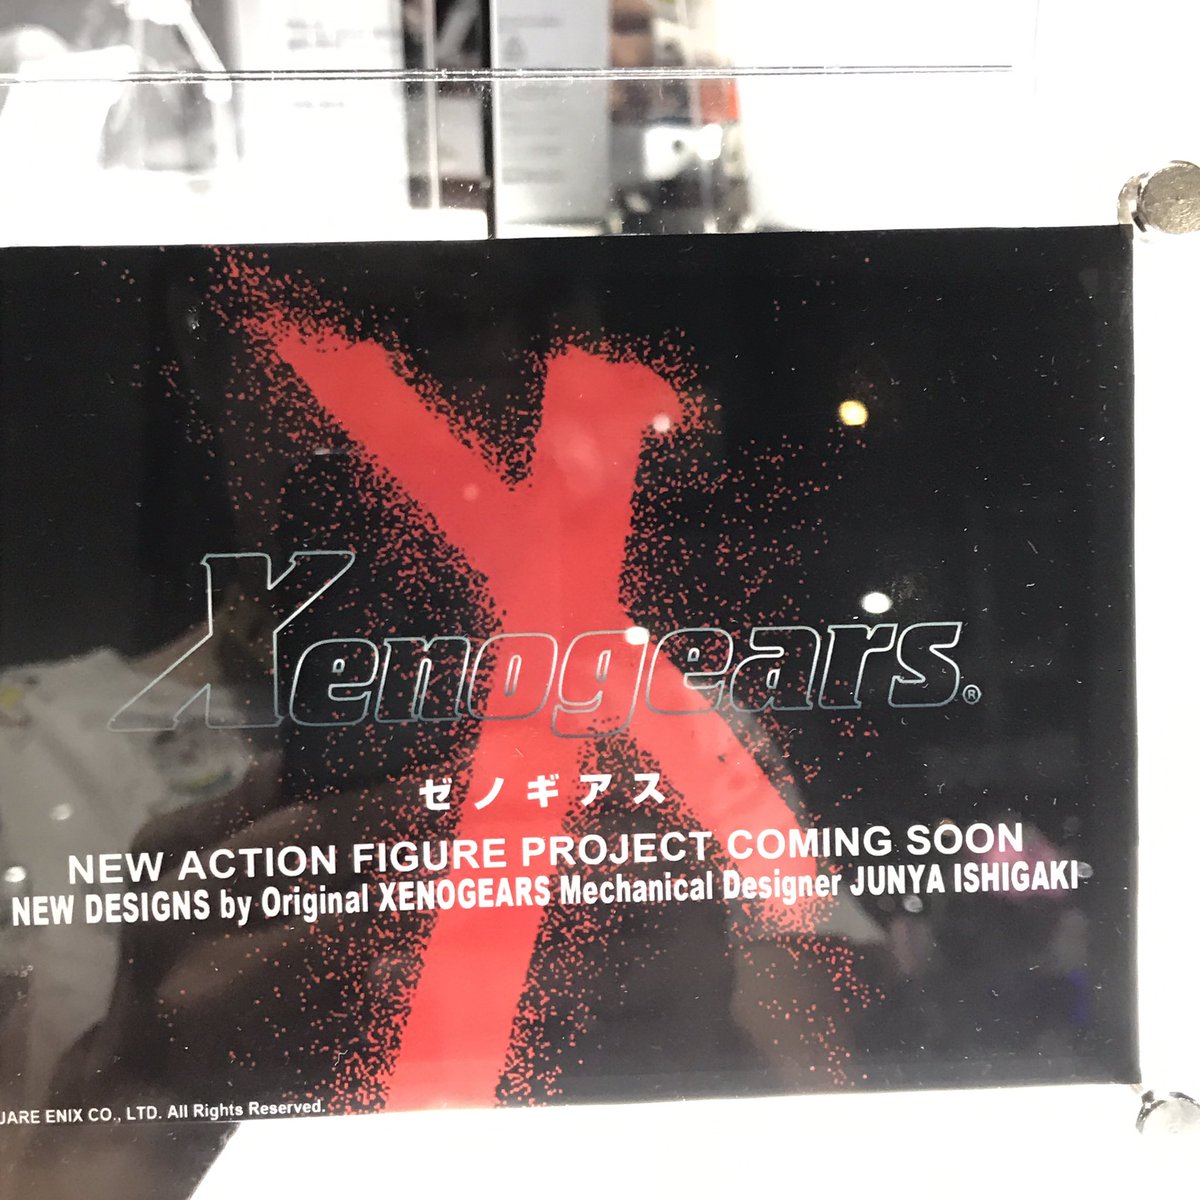 Xenogears®
ゼノギアス
NEW ACTION FIGURE PROJECT COMING SOON
NEW DESIGNS by Original XENOGEARS Mechanical Designer JUNYA ISHIGAKI
UARE ENIX CO., LTD. All Rights Reserved.